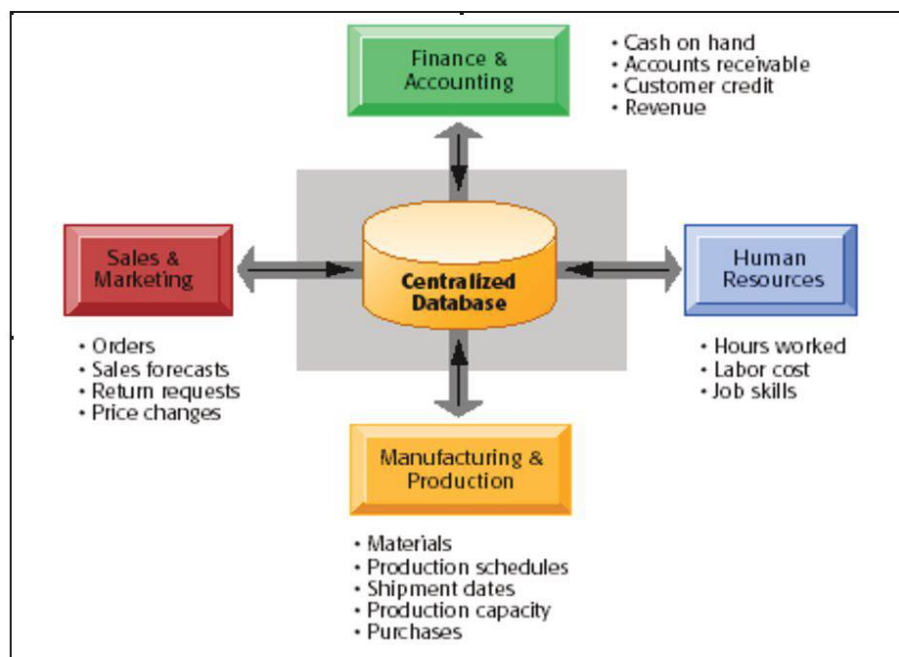 Finance &
Accounting
• Cash on hand
• Accounts receivable
• Customer credit
• Revenue
Sales &
Marketing
• Orders
• Sales forecasts
• Return requests
• Price changes
Centralized
Database
Human
Resources
• Hours worked
• Labor cost
• Job skills
Manufacturing &
Production
• Materials
• Production schedules
• Shipment dates
• Production capacity
• Purchases